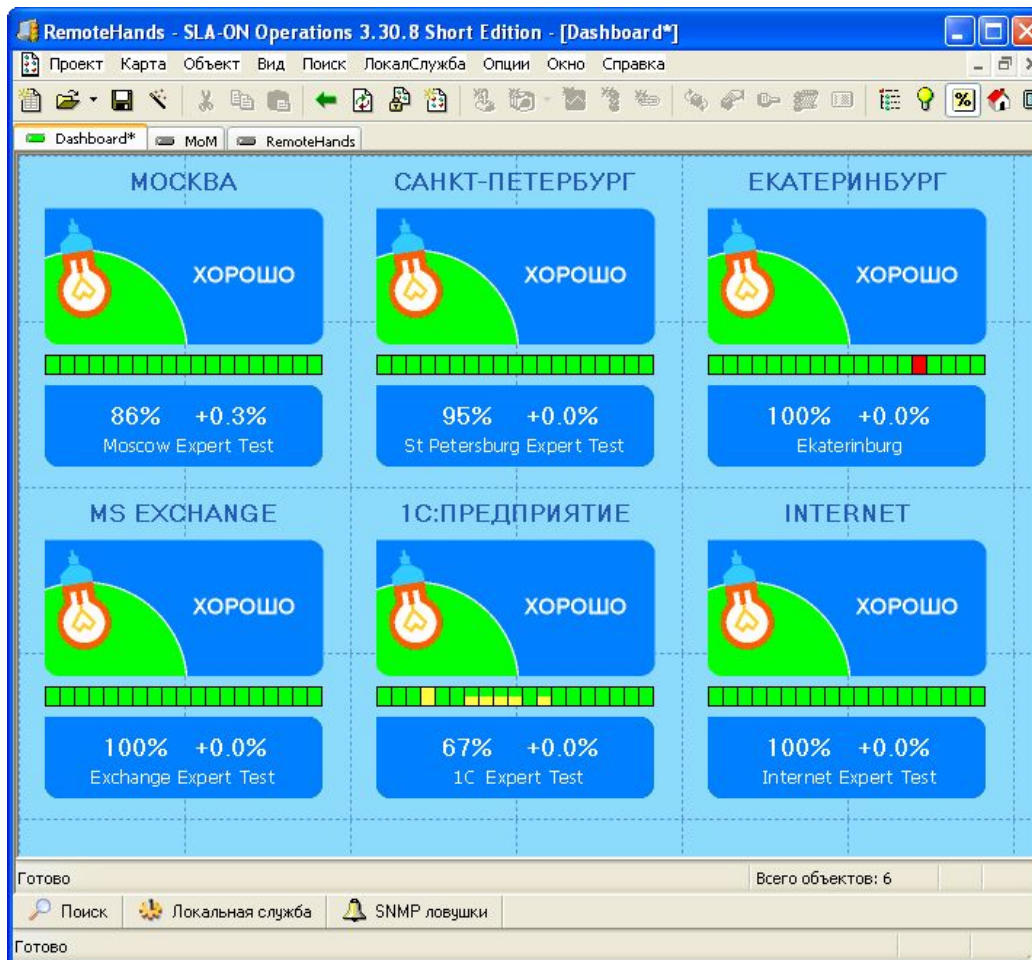 RemoteHands - SLA-ON Operations 3.30.8 Short Edition - [Dashboard*]
Проект Карта Объект Вид Поиск ЛокалСлужба Опции Окно Справка
Dashboard* MoM RemoteHands
МОСКВА САНКТ-ПЕТЕРБУРГ ЕКАТЕРИНБУРГ
ХОРОШО ХОРОШО ХОРОШО
86% +0.3% 95% +0.0% 100% +0.0%
Moscow Expert Test St Petersburg Expert Test Ekaterinburg
MS EXCHANGE 1С:ПРЕДПРИЯТИЕ INTERNET
ХОРОШО ХОРОШО ХОРОШО
100% +0.0% 67% +0.0% 100% +0.0%
Exchange Expert Test 1C Expert Test Internet Expert Test
Готово Всего объектов: 6
Поиск Локальная служба SNMP ловушки
Готово